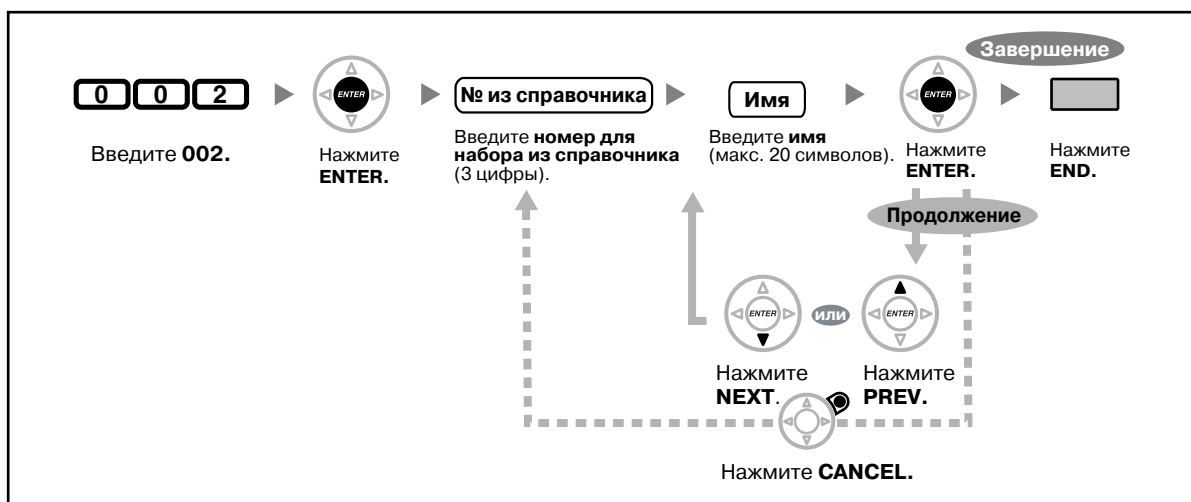 Завершение
0 0 2
ENTER
№ из справочника
Имя
ENTER
Введите 002.
Нажмите
ENTER.
Введите номер для
набора из справочника
(3 цифры).
Введите имя
(макс. 20 символов).
Нажмите
ENTER.
Нажмите
END.
Продолжение
ENTER
или
ENTER
Нажмите
NEXT.
Нажмите
PREV.
Нажмите CANCEL.